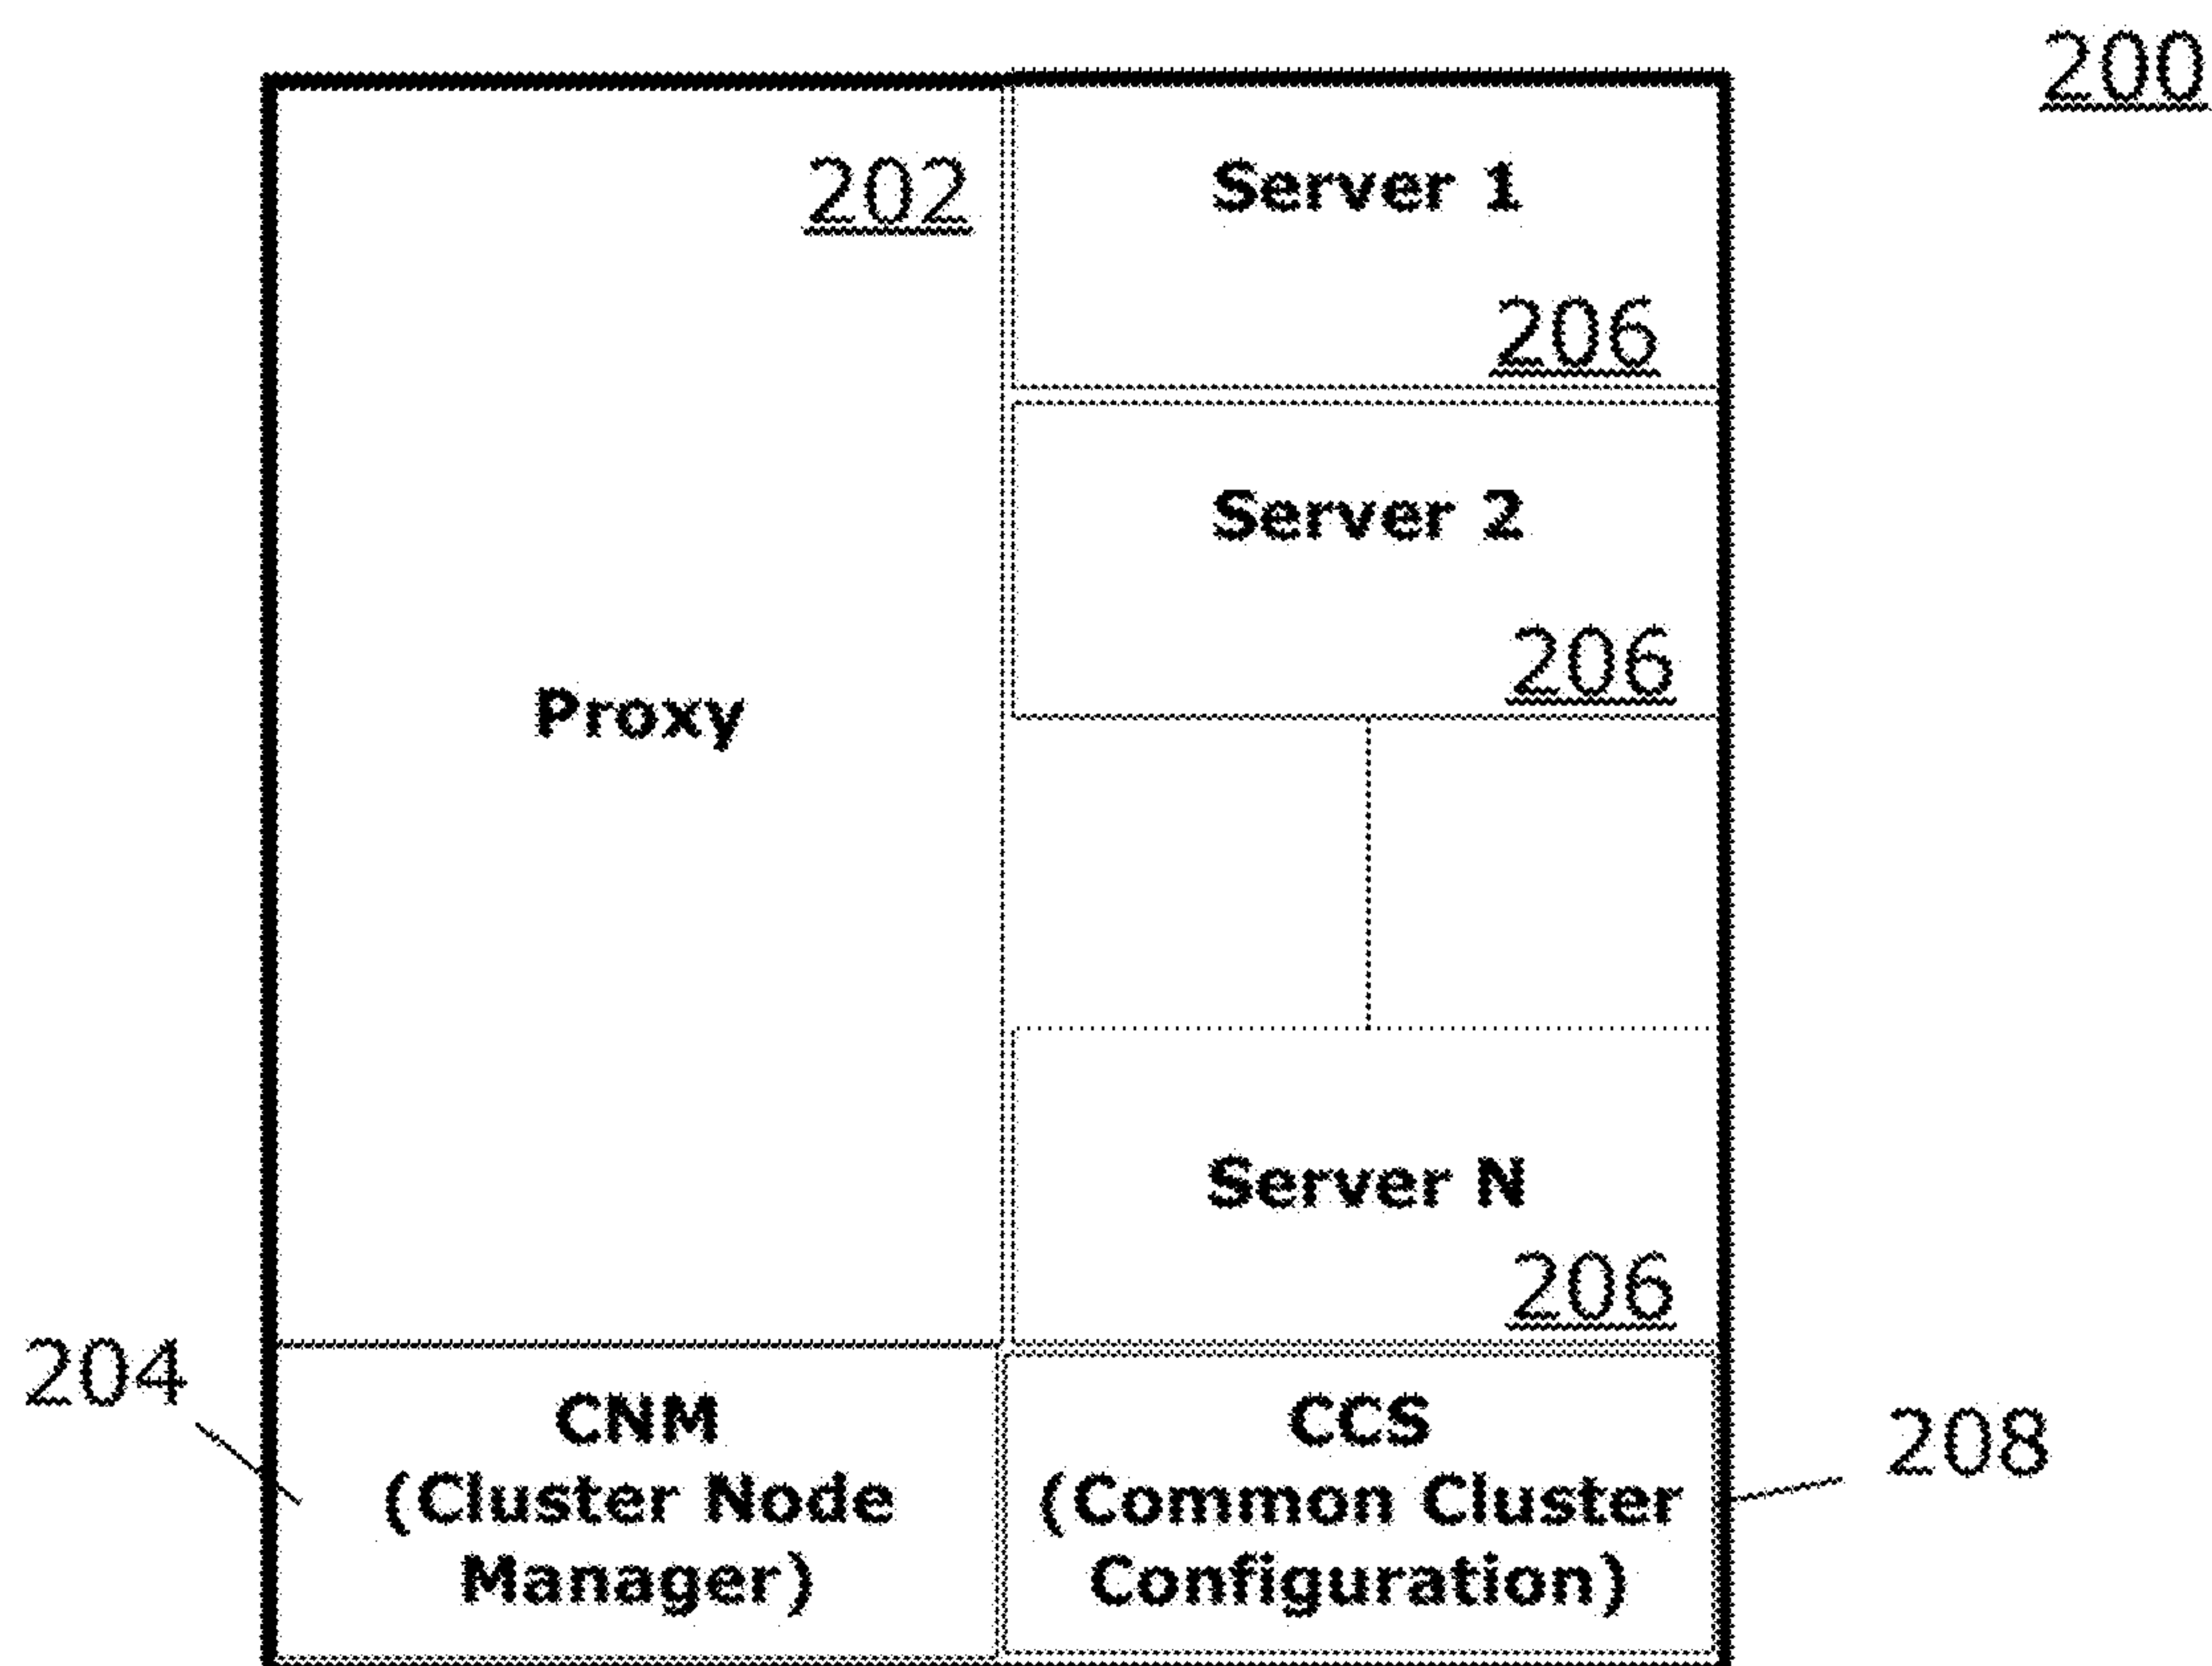 200
202
Server 1
206
Server 2
206
Proxy
Server N
206
204
CNM
(Cluster Node
Manager)
CCS
(Common Cluster
Configuration)
208